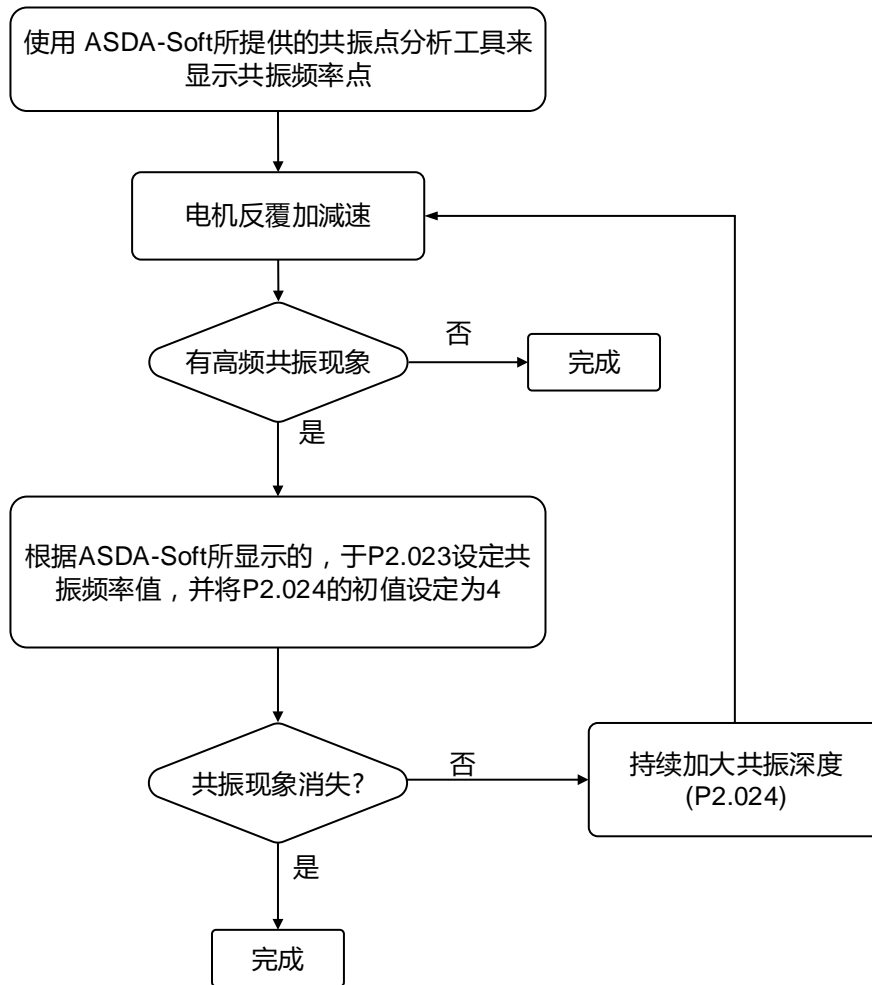 使用 ASDA-Soft所提供的共振点分析工具来
显示共振频率点
电机反覆加減速
有高频共振现象
否
完成
是
根据ASDA-Soft所显示的，于P2.023设定共
振频率值，并将P2.024的初值设定为4
共振现象消失?
否
持续加大共振深度
(P2.024)
是
完成